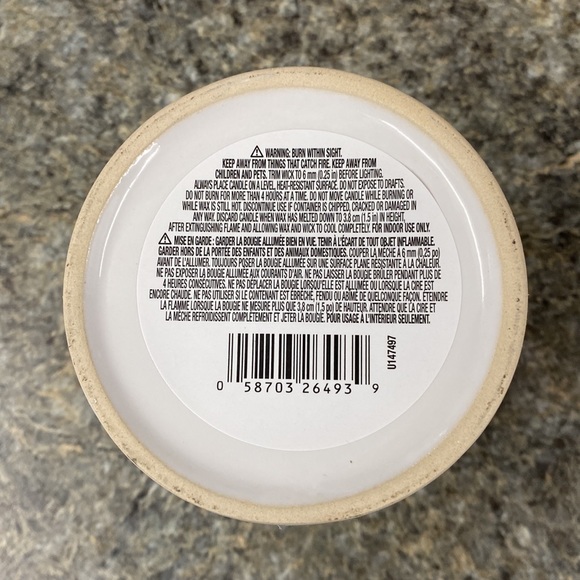 ⚠ WARNING: BURN WITHIN SIGHT.
KEEP AWAY FROM THINGS THAT CATCH FIRE. KEEP AWAY FROM
CHILDREN AND PETS. TRIM WICK TO 6 mm (0.25 in) BEFORE LIGHTING.
ALWAYS PLACE CANDLE ON A LEVEL, HEAT-RESISTANT SURFACE. DO NOT EXPOSE TO DRAFTS.
DO NOT BURN FOR MORE THAN 4 HOURS AT A TIME. DO NOT MOVE CANDLE WHILE BURNING OR
WHILE WAX IS STILL HOT. DISCONTINUE USE IF CONTAINER IS CHIPPED, CRACKED OR DAMAGED IN
ANY WAY. DISCARD CANDLE WHEN WAX HAS MELTED DOWN TO 3,8 cm (1,5 in) IN HEIGHT,
AFTER EXTINGUISHING FLAME AND ALLOWING WAX AND WICK TO COOL COMPLETELY. FOR INDOOR USE ONLY.
⚠ MISE EN GARDE : GARDER LA BOUGIE ALLUMÉE BIEN EN VUE. TENIR À L'ÉCART DE TOUT OBJET INFLAMMABLE.
GARDER HORS DE LA PORTÉE DES ENFANTS ET DES ANIMAUX DOMESTIQUES. COUPER LA MÈCHE À 6 mm (0,25 po)
AVANT DE L'ALLUMER. TOUJOURS POSER LA BOUGIE ALLUMÉE SUR UNE SURFACE PLANE RÉSISTANTE À LA CHALEUR.
NE PAS EXPOSER LA BOUGIE ALLUMÉE AUX COURANTS D'AIR. NE PAS LAISSER LA BOUGIE BRÛLER PENDANT PLUS DE
4 HEURES CONSÉCUTIVES. NE PAS DÉPLACER LA BOUGIE LORSQU'ELLE EST ALLUMÉE OU LORSQUE LA CIRE EST
ENCORE CHAUDE. NE PAS UTILISER SI LE CONTENANT EST ÉBRÉCHÉ, FENDU OU ABÎMÉ DE QUELCONQUE FAÇON. ÉTEINDRE
LA FLAMME LORSQUE LA BOUGIE NE MESURE PLUS QUE 3,8 cm (1,5 po) DE HAUTEUR. ATTENDRE QUE LA CIRE ET
LA MÈCHE REFROIDISSENT COMPLÈTEMENT ET JETER LA BOUGIE. POUR USAGE À L'INTÉRIEUR SEULEMENT.
U147497
0 58703 26493 9